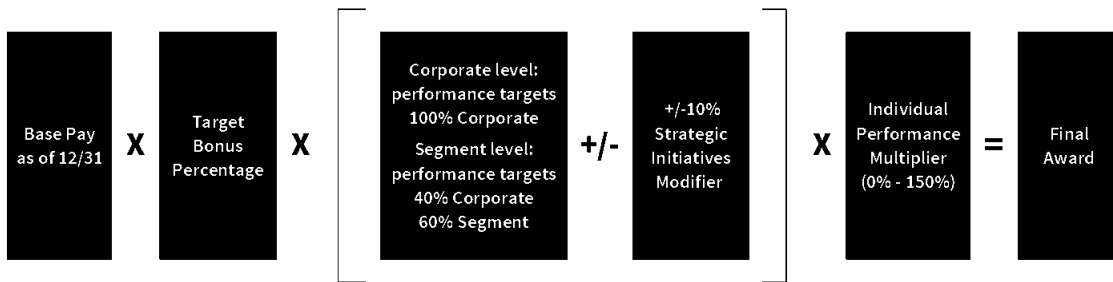 Base Pay
as of 12/31
X
Target
Bonus
Percentage
X
Corporate level:
performance targets
100% Corporate
Segment level:
performance targets
40% Corporate
60% Segment
+/-
+/-10%
Strategic
Initiatives
Modifier
X
Individual
Performance
Multiplier
(0% - 150%)
=
Final
Award